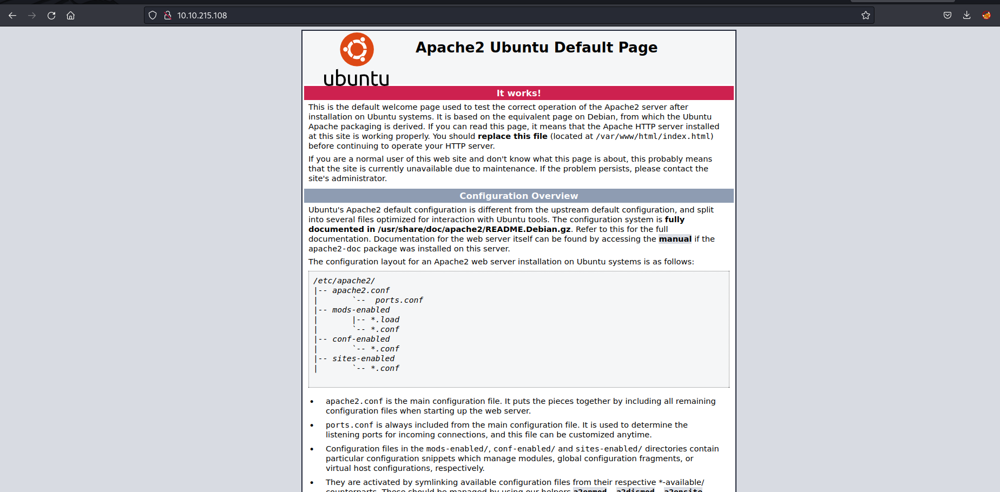 10.10.215.108
ubuntu
Apache2 Ubuntu Default Page
It works!
This is the default welcome page used to test the correct operation of the Apache2 server after
installation on Ubuntu systems. It is based on the equivalent page on Debian, from which the Ubuntu
Apache packaging is derived. If you can read this page, it means that the Apache HTTP server installed
at this site is working properly. You should replace this file (located at /var/www/html/index.html)
before continuing to operate your HTTP server.
If you are a normal user of this web site and don't know what this page is about, this probably means
that the site is currently unavailable due to maintenance. If the problem persists, please contact the
site's administrator.
Configuration Overview
Ubuntu's Apache2 default configuration is different from the upstream default configuration, and split
into several files optimized for interaction with Ubuntu tools. The configuration system is fully
documented in /usr/share/doc/apache2/README.Debian.gz. Refer to this for the full
documentation. Documentation for the web server itself can be found by accessing the manual if the
apache2-doc package was installed on this server.
The configuration layout for an Apache2 web server installation on Ubuntu systems is as follows:
/etc/apache2/
|-- apache2.conf
|       `--  ports.conf
|-- mods-enabled
|       |-- *.load
|       `-- *.conf
|-- conf-enabled
|       `-- *.conf
|-- sites-enabled
|       `-- *.conf
• apache2.conf is the main configuration file. It puts the pieces together by including all remaining
configuration files when starting up the web server.
• ports.conf is always included from the main configuration file. It is used to determine the
listening ports for incoming connections, and this file can be customized anytime.
• Configuration files in the mods-enabled/, conf-enabled/ and sites-enabled/ directories contain
particular configuration snippets which manage modules, global configuration fragments, or
virtual host configurations, respectively.
• They are activated by symlinking available configuration files from their respective *-available/
counterparts. These should be managed by using our helpers a2enmod, a2dismod, a2ensite,